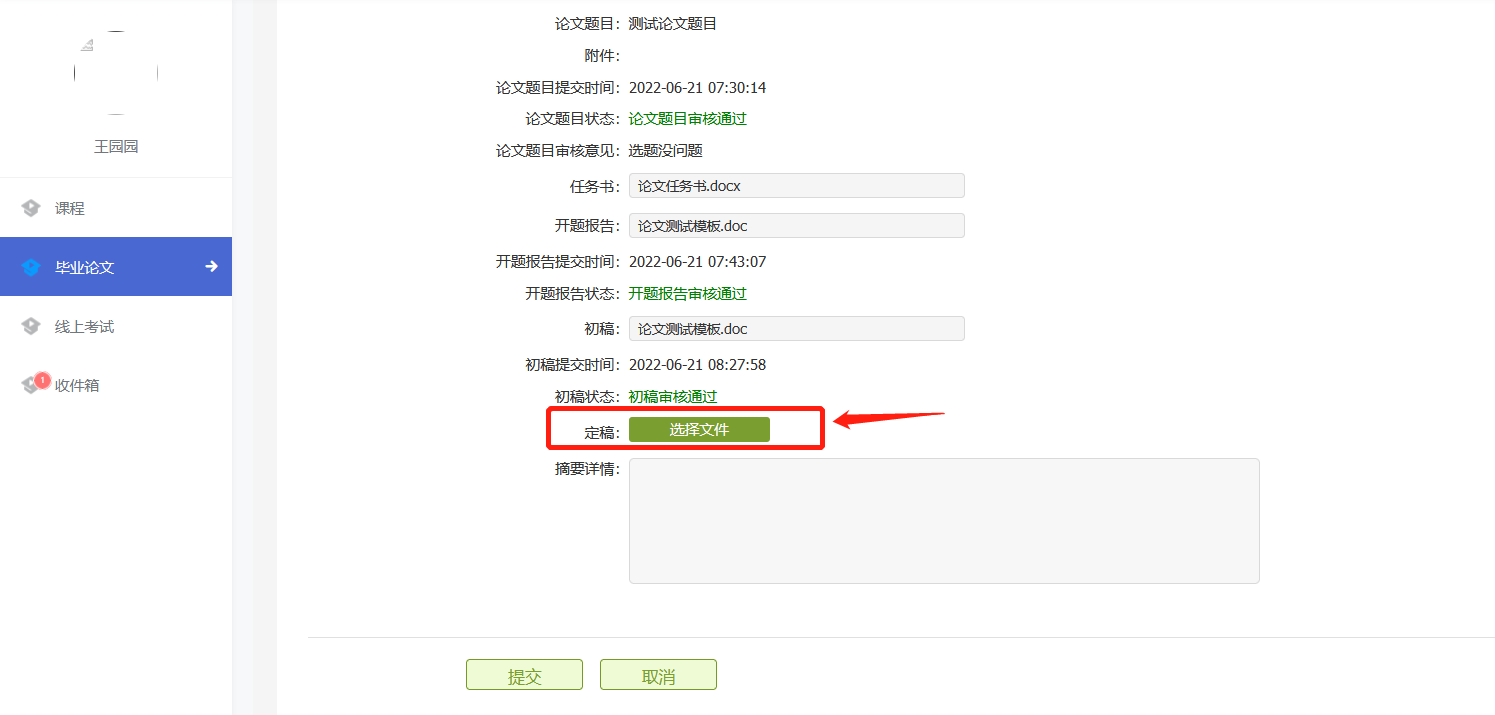 王园园
课程
毕业论文
线上考试
1
收件箱
论文题目: 测试论文题目
附件:
论文题目提交时间: 2022-06-21 07:30:14
论文题目状态: 论文题目审核通过
论文题目审核意见: 选题没问题
任务书: 论文任务书.docx
开题报告: 论文测试模板.doc
开题报告提交时间: 2022-06-21 07:43:07
开题报告状态: 开题报告审核通过
初稿: 论文测试模板.doc
初稿提交时间: 2022-06-21 08:27:58
初稿状态: 初稿审核通过
定稿: 选择文件
摘要详情:
提交 取消